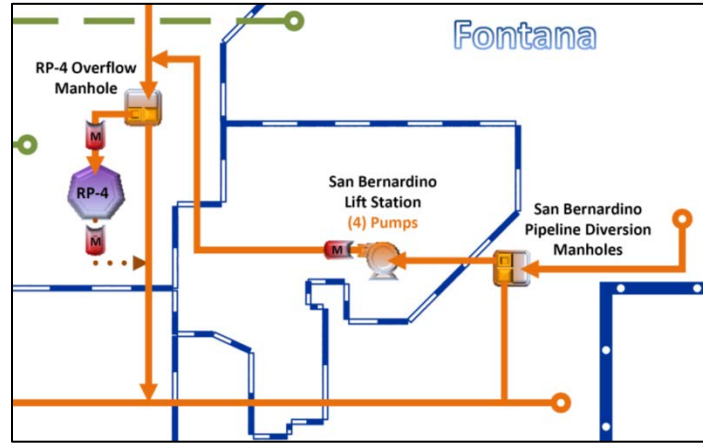 Fontana
RP-4 Overflow
Manhole
M
RP-4
M
San Bernardino
Lift Station
(4) Pumps
M
San Bernardino
Pipeline Diversion
Manholes